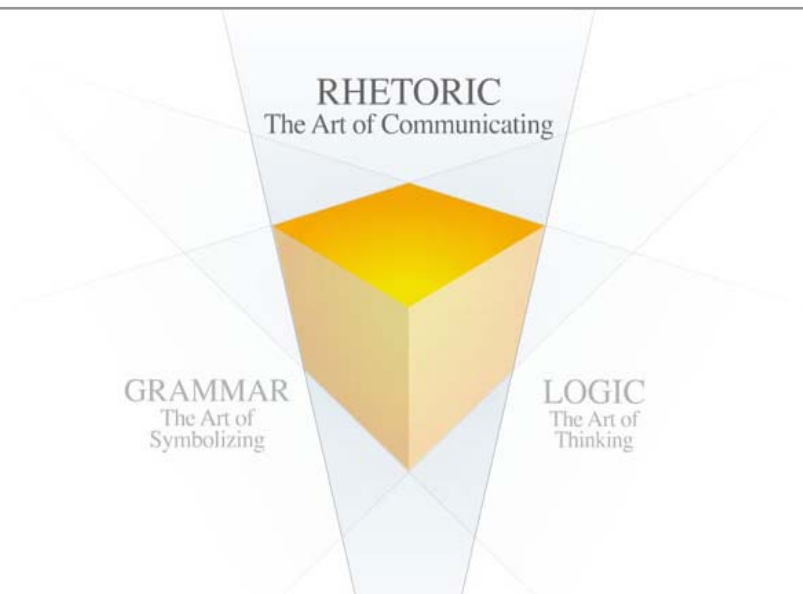 RHETORIC
The Art of Communicating
GRAMMAR
The Art of
Symbolizing
LOGIC
The Art of
Thinking